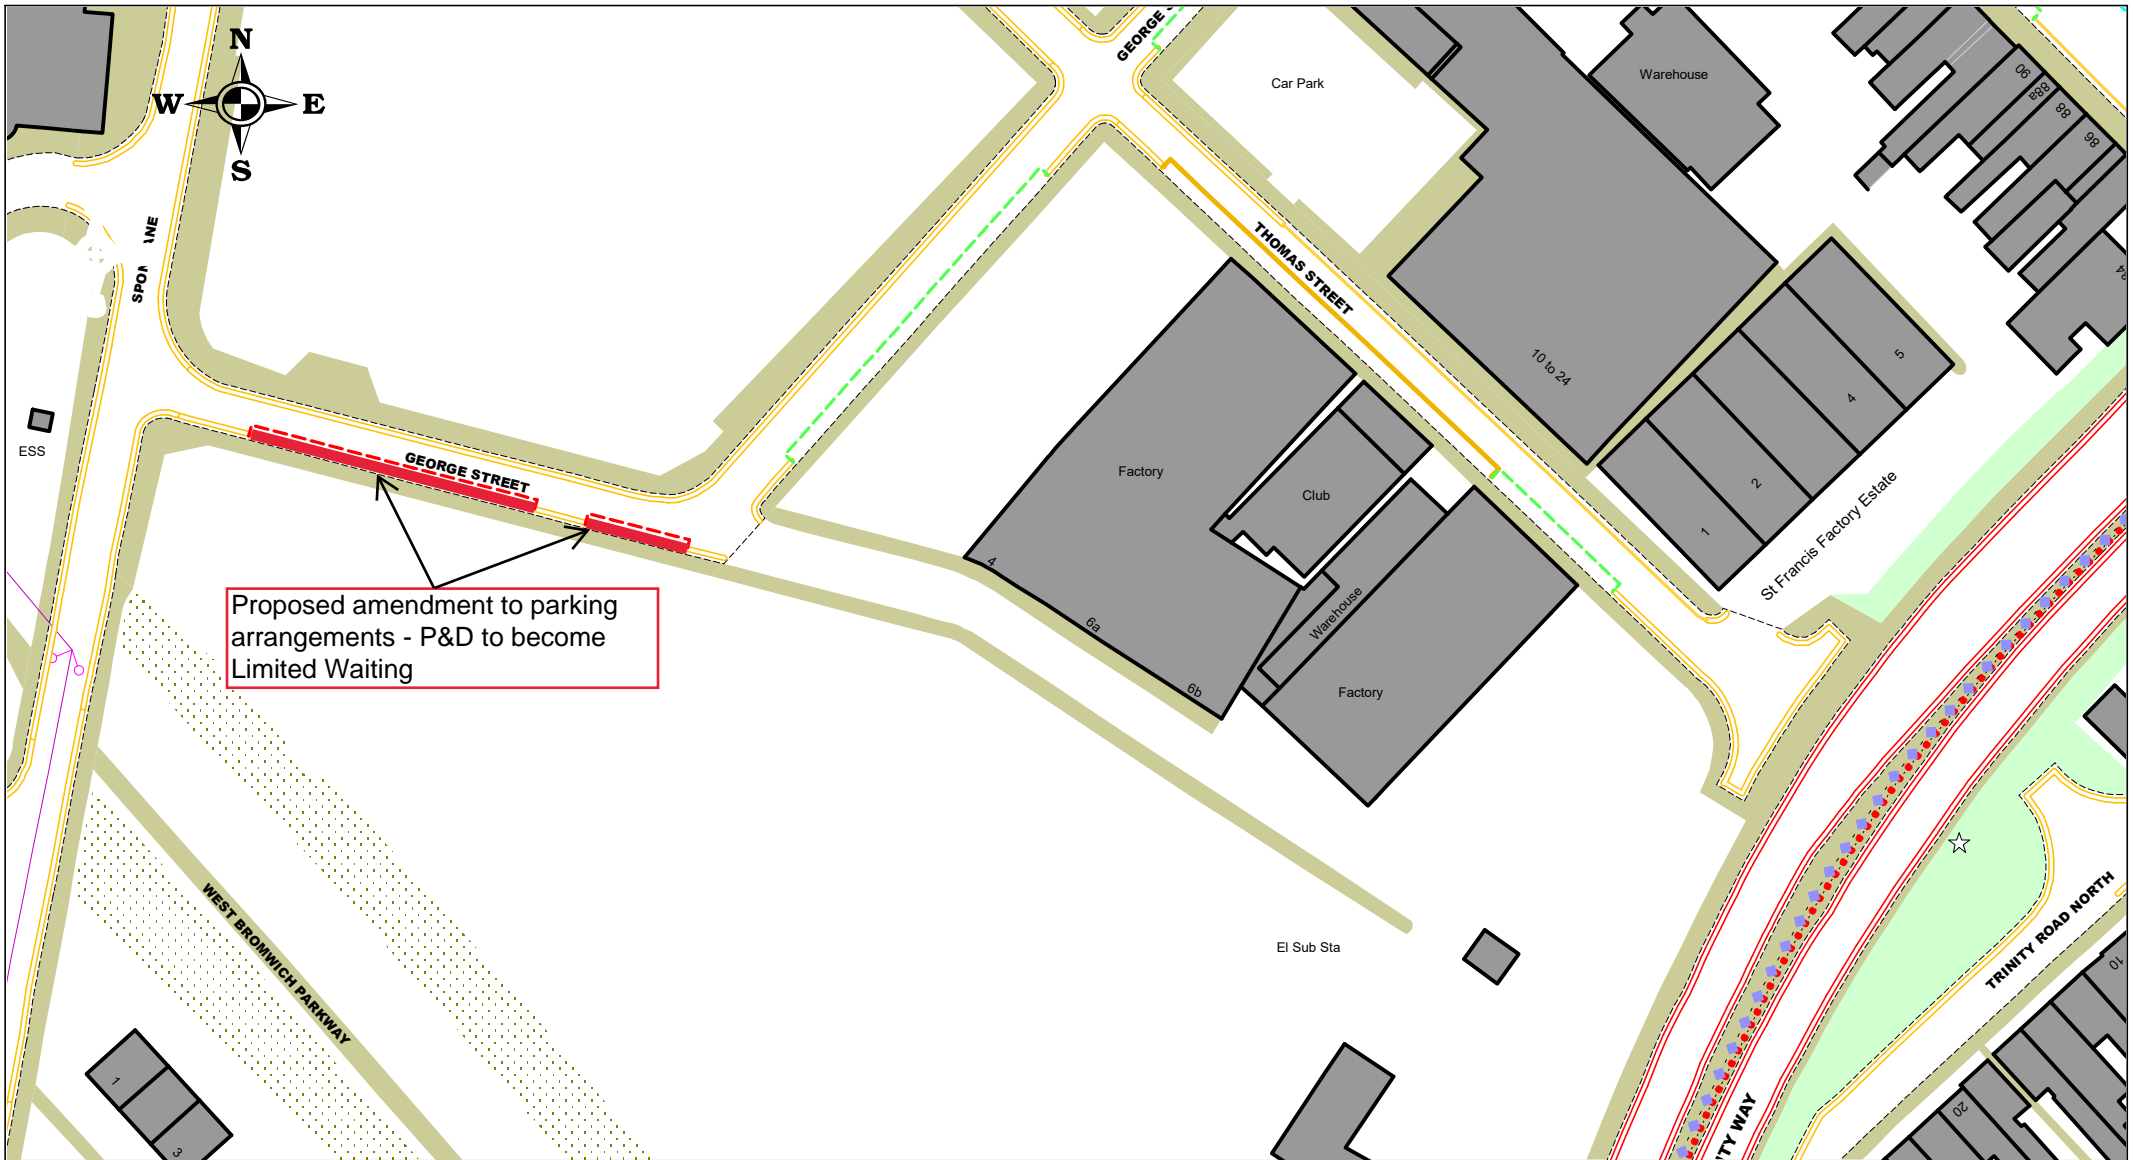 N
W
E
S
GEORGE
Car Park
Warehouse
90
88a
88
86
84
THOMAS STREET
10 to 24
5
4
2
1
St Francis Factory Estate
ESS
GEORGE STREET
Factory
Club
4
6a
6b
Warehouse
Factory
Proposed amendment to parking
arrangements - P&D to become
Limited Waiting
WEST BROMWICH PARKWAY
El Sub Sta
TRINITY ROAD NORTH
10
20
1
3